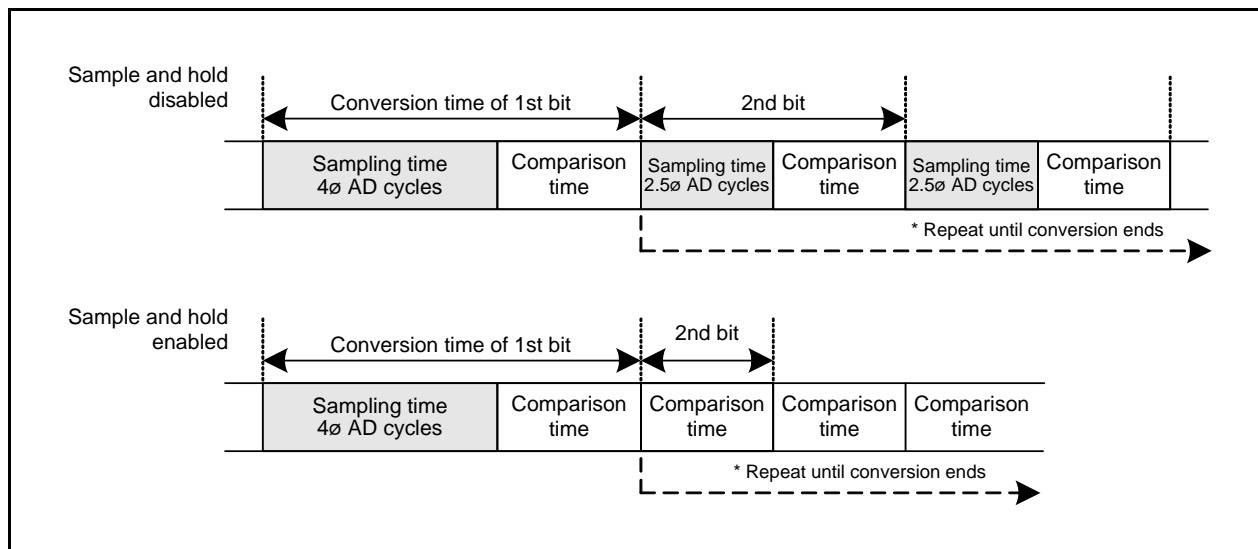 Sample and hold
disabled
Conversion time of 1st bit
2nd bit
Sampling time
4ø AD cycles
Comparison
time
Sampling time
2.5ø AD cycles
Comparison
time
Sampling time
2.5ø AD cycles
Comparison
time
* Repeat until conversion ends
Sample and hold
enabled
Conversion time of 1st bit
2nd bit
Sampling time
4ø AD cycles
Comparison
time
Comparison
time
Comparison
time
Comparison
time
* Repeat until conversion ends